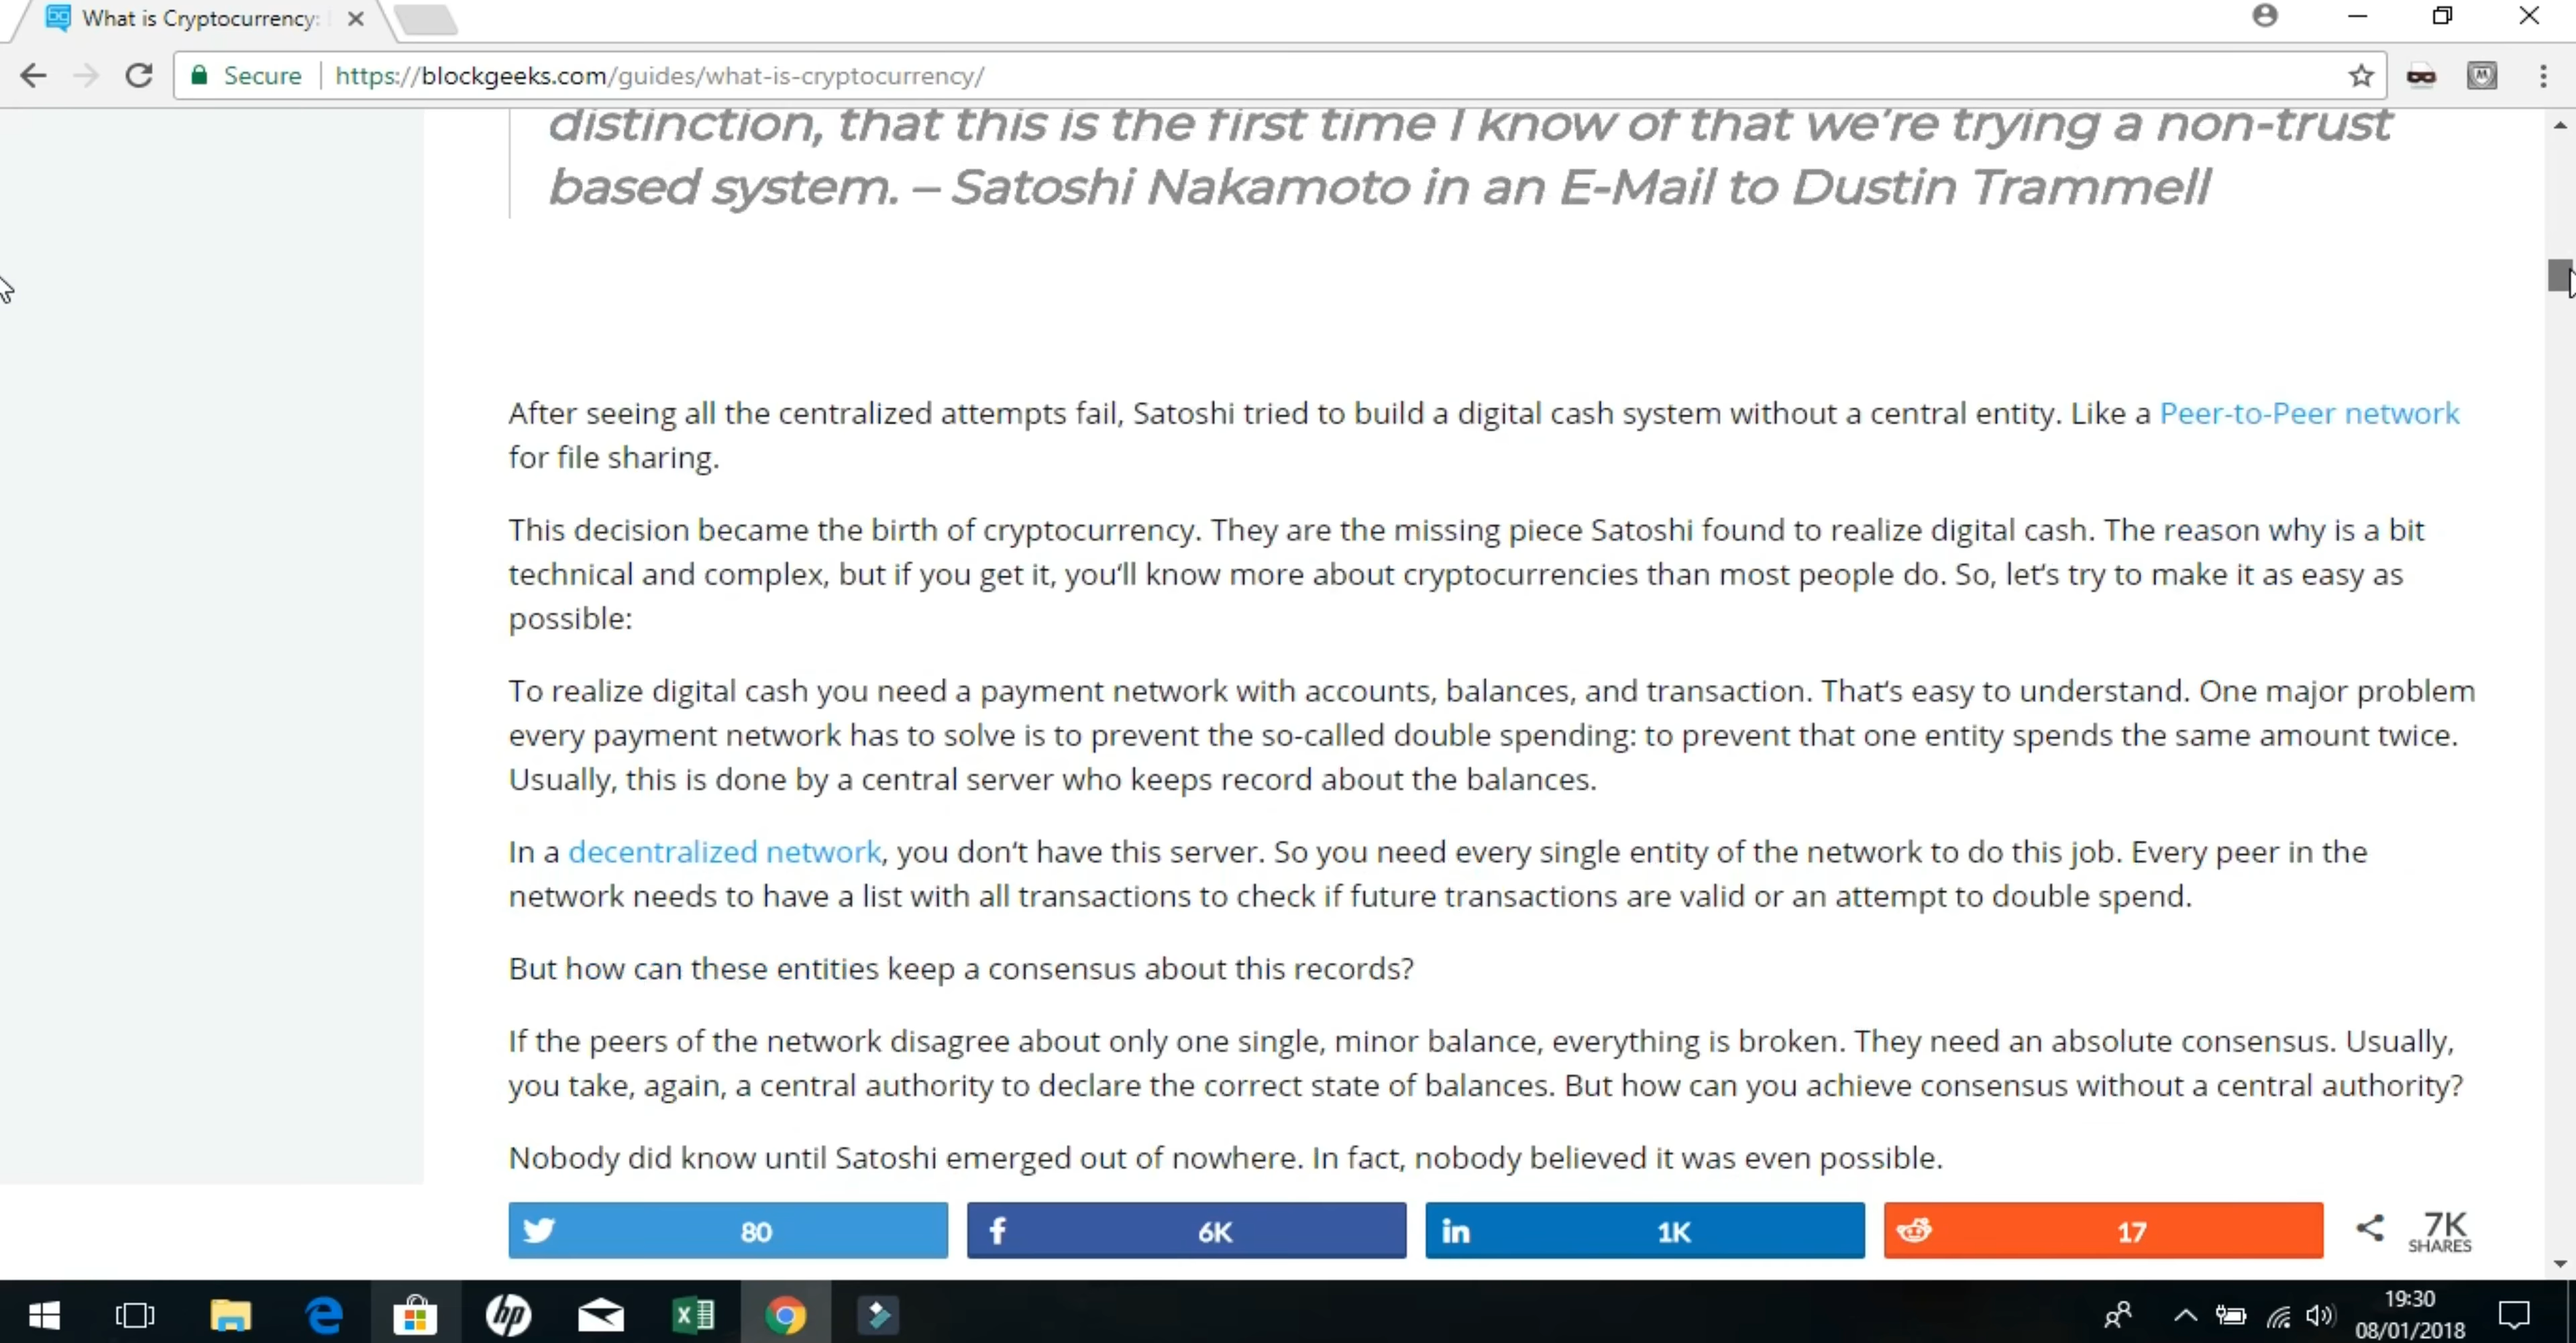 What is Cryptocurrency:
Secure https://blockgeeks.com/guides/what-is-cryptocurrency/
distinction, that this is the first time I know of that we're trying a non-trust
based system. – Satoshi Nakamoto in an E-Mail to Dustin Trammell
After seeing all the centralized attempts fail, Satoshi tried to build a digital cash system without a central entity. Like a Peer-to-Peer network
for file sharing.
This decision became the birth of cryptocurrency. They are the missing piece Satoshi found to realize digital cash. The reason why is a bit
technical and complex, but if you get it, you'll know more about cryptocurrencies than most people do. So, let's try to make it as easy as
possible:
To realize digital cash you need a payment network with accounts, balances, and transaction. That's easy to understand. One major problem
every payment network has to solve is to prevent the so-called double spending: to prevent that one entity spends the same amount twice.
Usually, this is done by a central server who keeps record about the balances.
In a decentralized network, you don't have this server. So you need every single entity of the network to do this job. Every peer in the
network needs to have a list with all transactions to check if future transactions are valid or an attempt to double spend.
But how can these entities keep a consensus about this records?
If the peers of the network disagree about only one single, minor balance, everything is broken. They need an absolute consensus. Usually,
you take, again, a central authority to declare the correct state of balances. But how can you achieve consensus without a central authority?
Nobody did know until Satoshi emerged out of nowhere. In fact, nobody believed it was even possible.
80 f 6K in 1K 17 7K
SHARES
hp 19:30
08/01/2018